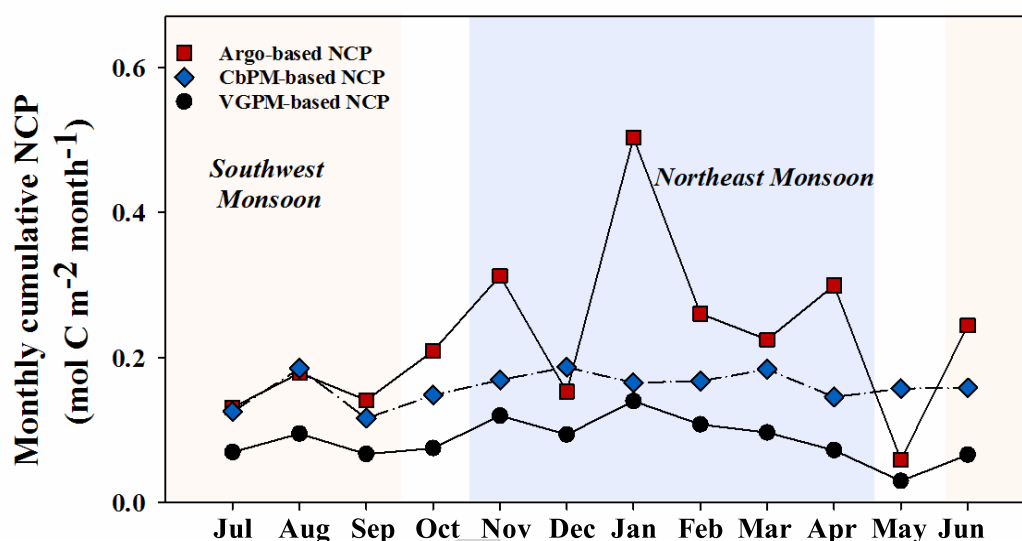 Monthly cumulative NCP
(mol C m⁻² month⁻¹)
0.6
0.4
0.2
0.0
Argo-based NCP
CbPM-based NCP
VGPM-based NCP
Southwest
Monsoon
Northeast Monsoon
Jul Aug Sep Oct Nov Dec Jan Feb Mar Apr May Jun